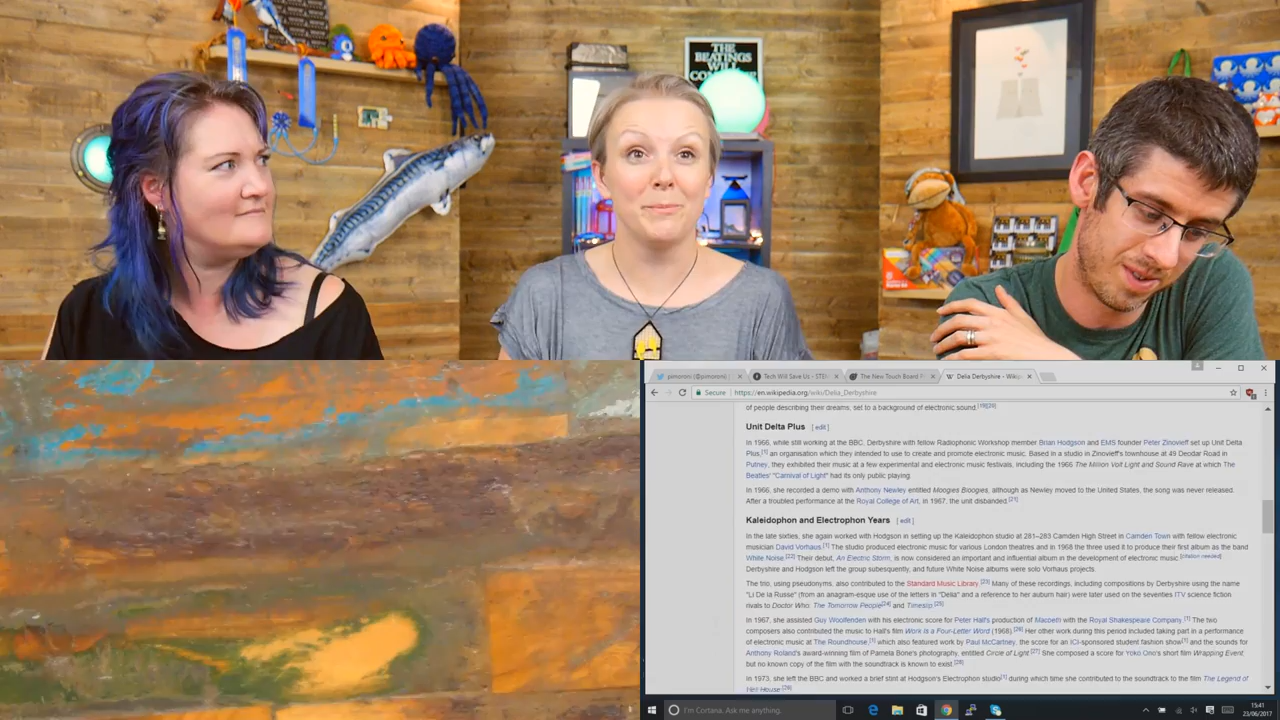 THE
BEATINGS
WILL
pimoroni (@pimoroni) |
Tech Will Save Us - STE
The New Touch Board P
Delia Derbyshire - Wikip
Secure
https://en.wikipedia.org/wiki/Delia_Derbyshire
of people describing their dreams, set to a background of electronic sound.[19][20]
Unit Delta Plus [ edit ]
In 1966, while still working at the BBC, Derbyshire with fellow Radiophonic Workshop member Brian Hodgson and EMS founder Peter Zinovieff set up Unit Delta
Plus,[1] an organisation which they intended to use to create and promote electronic music. Based in a studio in Zinovieff's townhouse at 49 Deodar Road in
Putney, they exhibited their music at a few experimental and electronic music festivals, including the 1966 The Million Volt Light and Sound Rave at which The
Beatles' "Carnival of Light" had its only public playing.
In 1966, she recorded a demo with Anthony Newley entitled Moogies Bloogies, although as Newley moved to the United States, the song was never released.
After a troubled performance at the Royal College of Art, in 1967, the unit disbanded.[21]
Kaleidophon and Electrophon Years [ edit ]
In the late sixties, she again worked with Hodgson in setting up the Kaleidophon studio at 281–283 Camden High Street in Camden Town with fellow electronic
musician David Vorhaus.[1] The studio produced electronic music for various London theatres and in 1968 the three used it to produce their first album as the band
White Noise.[22] Their debut, An Electric Storm, is now considered an important and influential album in the development of electronic music.[citation needed]
Derbyshire and Hodgson left the group subsequently, and future White Noise albums were solo Vorhaus projects.
The trio, using pseudonyms, also contributed to the Standard Music Library.[23] Many of these recordings, including compositions by Derbyshire using the name
"Li De la Russe" (from an anagram-esque use of the letters in "Delia" and a reference to her auburn hair) were later used on the seventies ITV science fiction
rivals to Doctor Who: The Tomorrow People[24] and Timeslip.[25]
In 1967, she assisted Guy Woolfenden with his electronic score for Peter Hall's production of Macbeth with the Royal Shakespeare Company.[1] The two
composers also contributed the music to Hall's film Work Is a Four-Letter Word (1968).[26] Her other work during this period included taking part in a performance
of electronic music at The Roundhouse,[1] which also featured work by Paul McCartney, the score for an ICI-sponsored student fashion show[1] and the sounds for
Anthony Roland's award-winning film of Pamela Bone's photography, entitled Circle of Light.[27] She composed a score for Yoko Ono's short film Wrapping Event
but no known copy of the film with the soundtrack is known to exist.[28]
In 1973, she left the BBC and worked a brief stint at Hodgson's Electrophon studio[1] during which time she contributed to the soundtrack to the film The Legend of
Hell House.[29]
I'm Cortana. Ask me anything.
15:41
23/06/2017